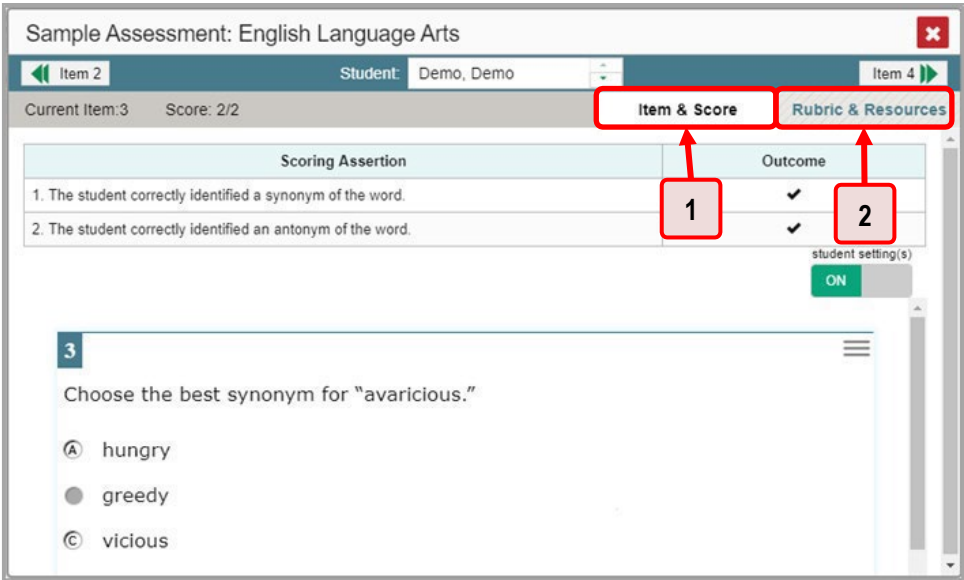 Sample Assessment: English Language Arts
Item 2 Student: Demo, Demo Item 4
Current Item:3 Score: 2/2 Item & Score Rubric & Resources
Scoring Assertion Outcome
1. The student correctly identified a synonym of the word.
2. The student correctly identified an antonym of the word.
1 2
student setting(s)
ON
3
Choose the best synonym for “avaricious.”
A hungry
greedy
C vicious